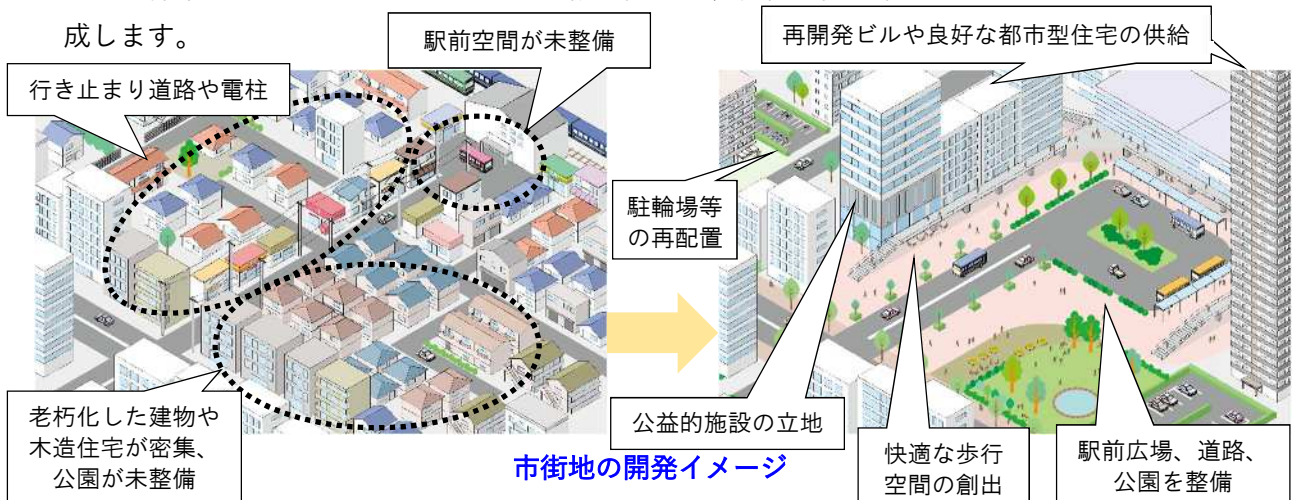 成します。
駅前空間が未整備
再開発ビルや良好な都市型住宅の供給
行き止まり道路や電柱
駐輪場等
の再配置
老朽化した建物や
木造住宅が密集、
公園が未整備
公益的施設の立地
快適な歩行
空間の創出
駅前広場、道路、
公園を整備
市街地の開発イメージ